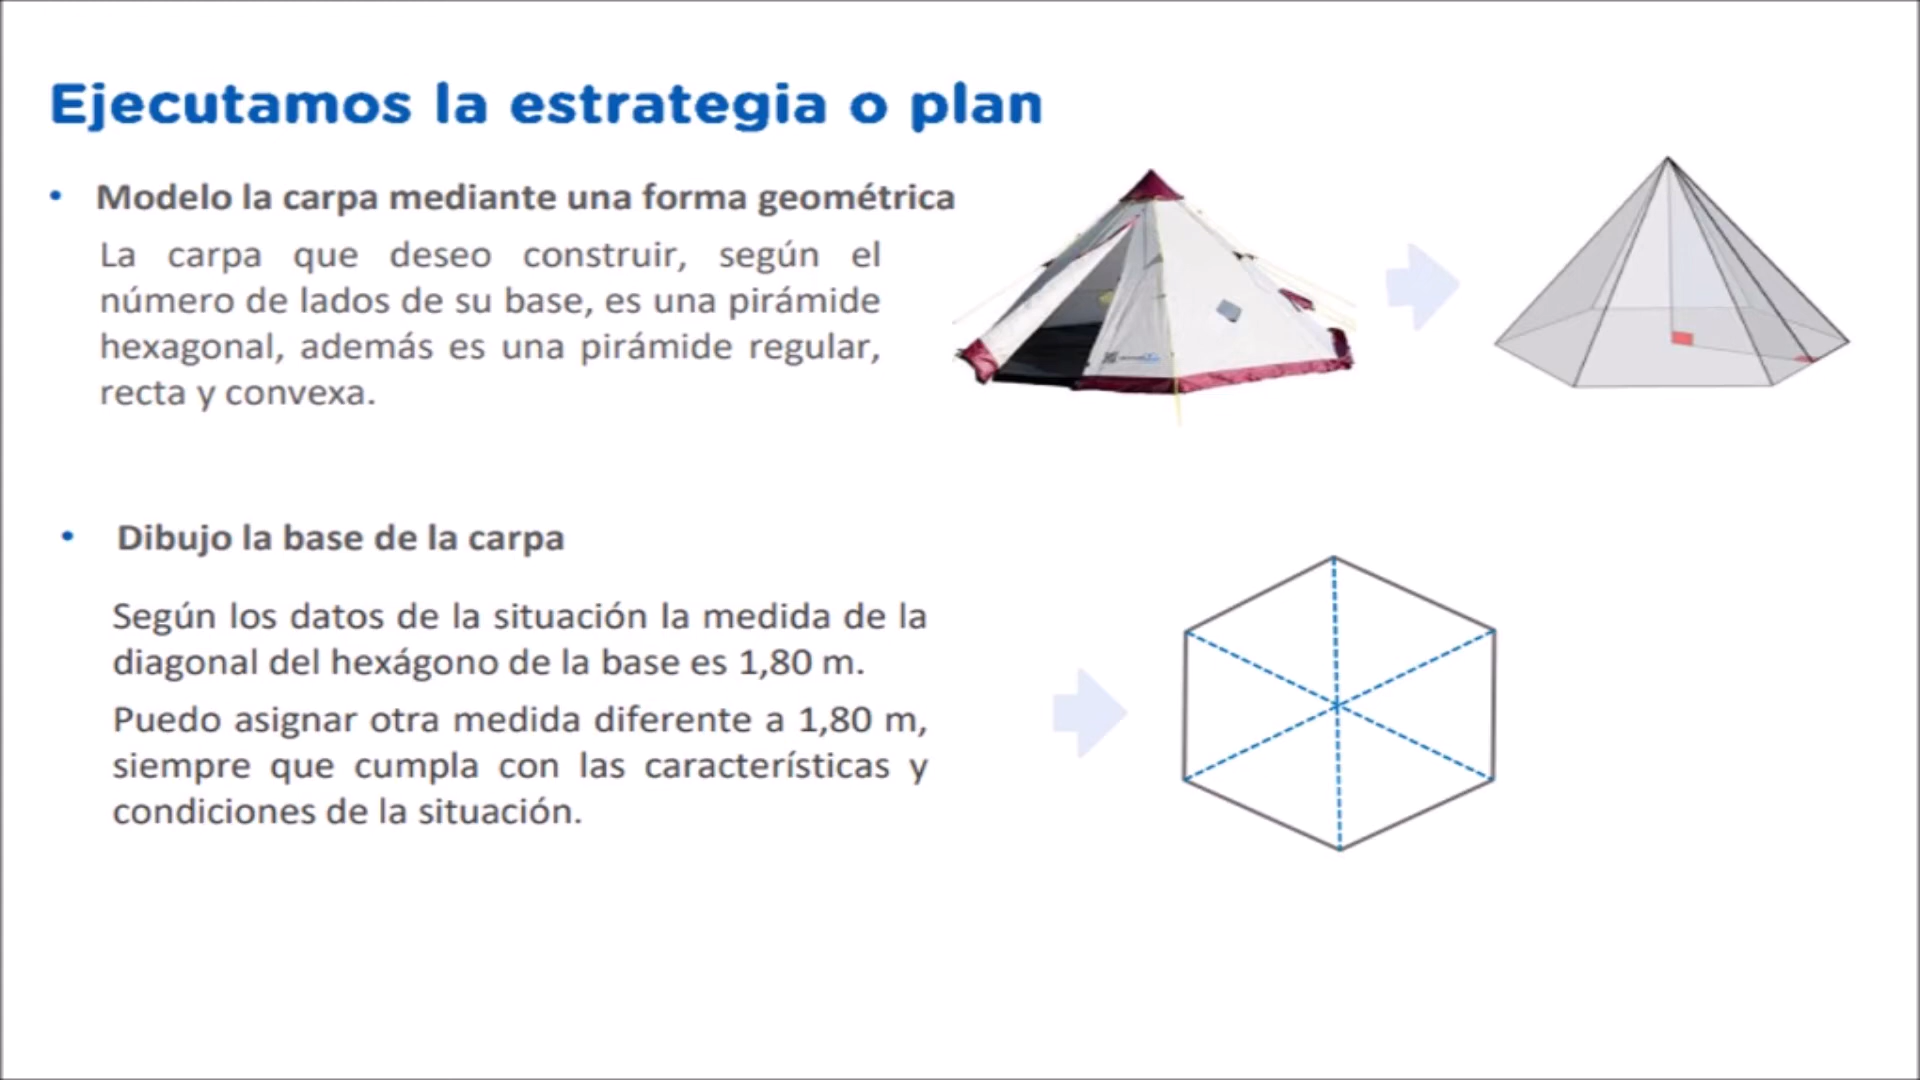 Ejecutamos la estrategia o plan
• Modelo la carpa mediante una forma geométrica
La carpa que deseo construir, según el
número de lados de su base, es una pirámide
hexagonal, además es una pirámide regular,
recta y convexa.
• Dibujo la base de la carpa
Según los datos de la situación la medida de la
diagonal del hexágono de la base es 1,80 m.
Puedo asignar otra medida diferente a 1,80 m,
siempre que cumpla con las características y
condiciones de la situación.